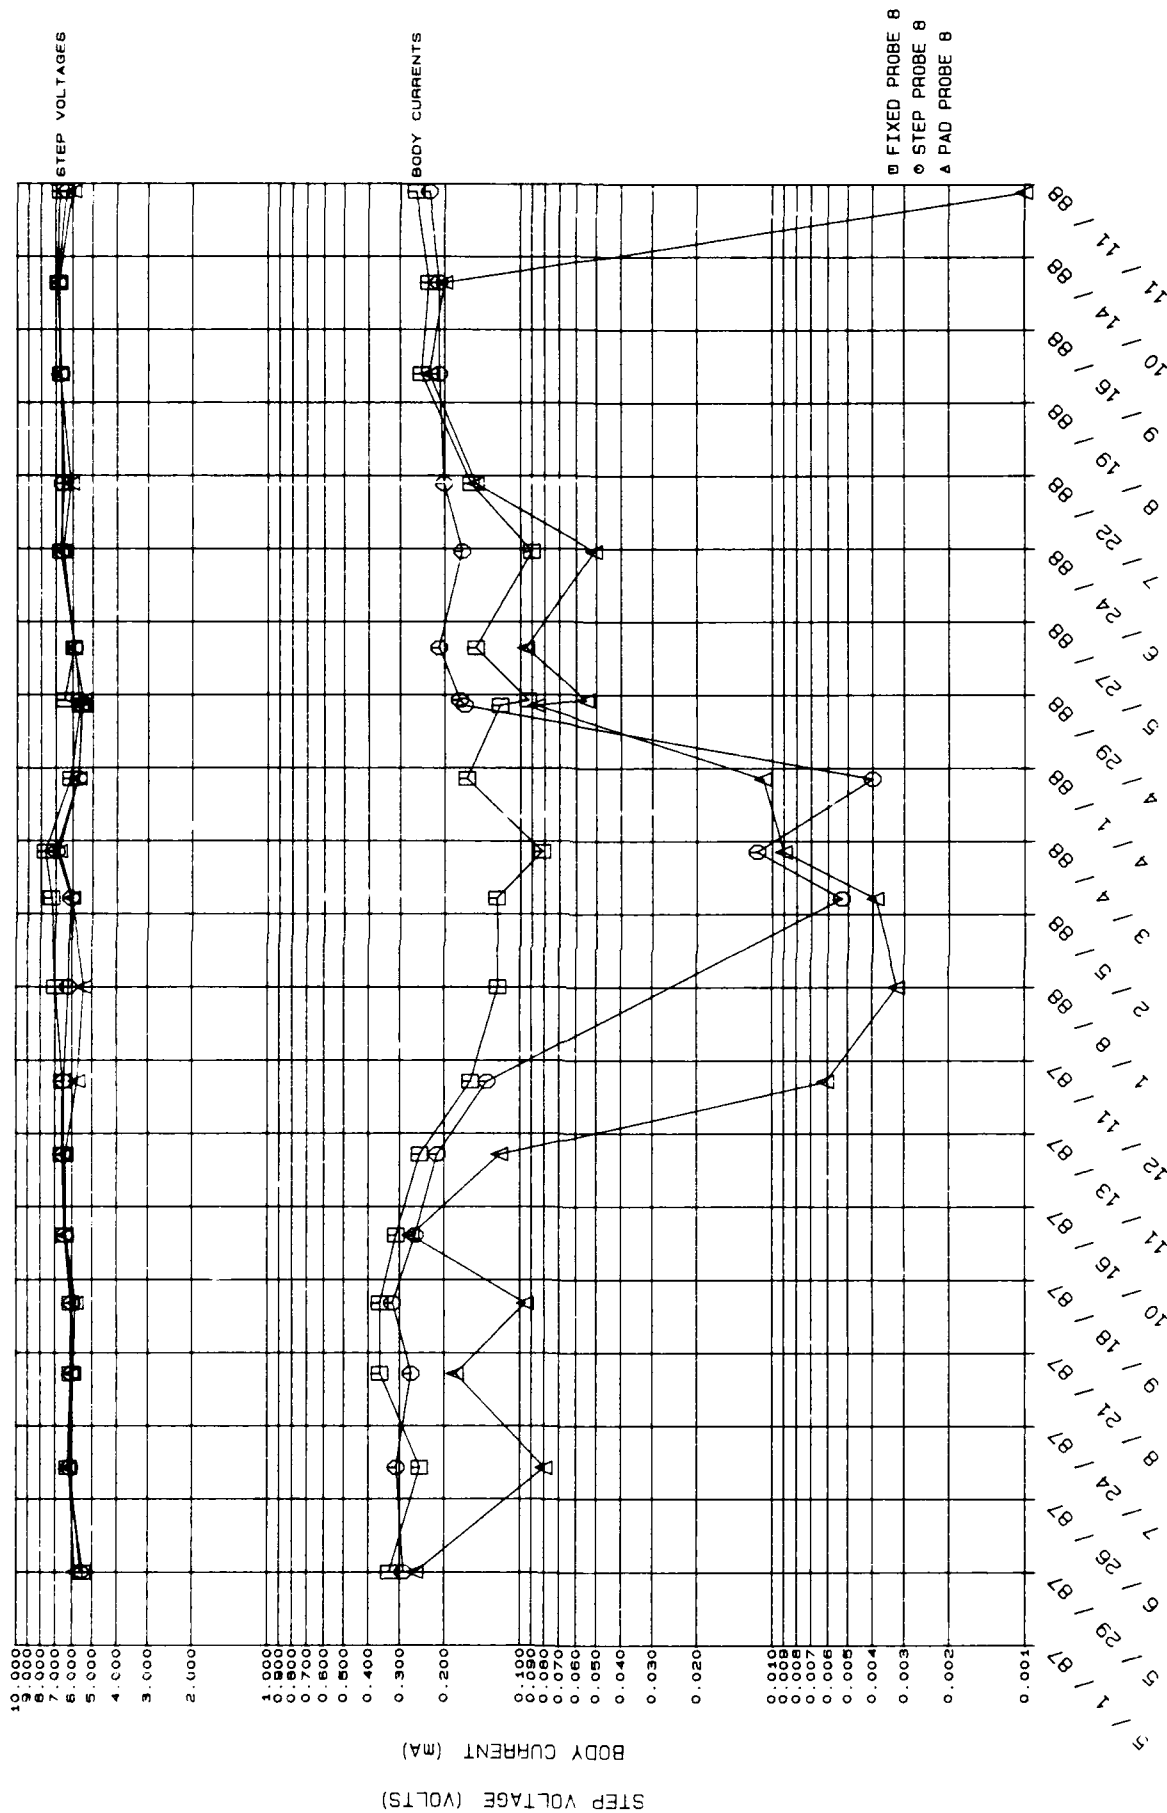 STEP VOLTAGE (VOLTS)
BODY CURRENT (MA)
10.000
9.000
8.000
7.000
6.000
5.000
4.000
3.000
2.000
1.000
0.900
0.800
0.700
0.600
0.500
0.400
0.300
0.200
0.100
0.090
0.080
0.070
0.060
0.050
0.040
0.030
0.020
0.010
0.009
0.008
0.007
0.006
0.005
0.004
0.003
0.002
0.001
STEP VOLTAGES
BODY CURRENTS
FIXED PROBE 8
STEP PROBE 8
PAD PROBE 8
5 / 1 / 87
5 / 29 / 87
6 / 26 / 87
7 / 24 / 87
8 / 21 / 87
9 / 18 / 87
10 / 16 / 87
11 / 13 / 87
12 / 11 / 87
1 / 8 / 88
2 / 5 / 88
3 / 4 / 88
4 / 1 / 88
4 / 29 / 88
5 / 27 / 88
6 / 24 / 88
7 / 22 / 88
8 / 19 / 88
9 / 16 / 88
10 / 14 / 88
11 / 11 / 88